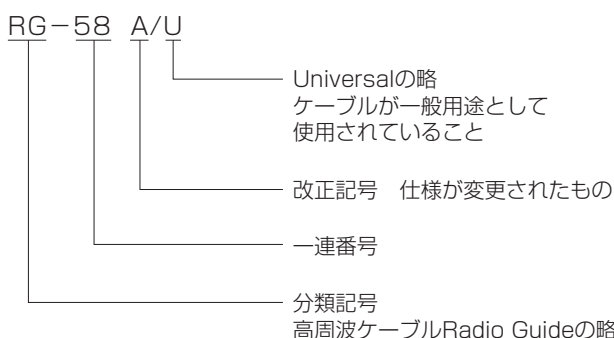 RG−58 A/U
Universalの略
ケーブルが一般用途として
使用されていること
改正記号　仕様が変更されたもの
一連番号
分類記号
高周波ケーブルRadio Guideの略